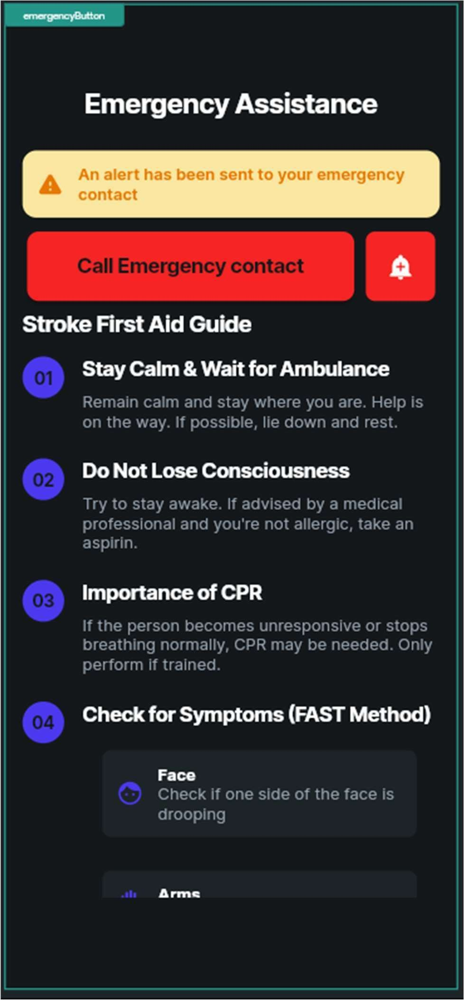 emergencyButton
Emergency Assistance
An alert has been sent to your emergency
contact
Call Emergency contact
Stroke First Aid Guide
01
Stay Calm & Wait for Ambulance
Remain calm and stay where you are. Help is
on the way. If possible, lie down and rest.
02
Do Not Lose Consciousness
Try to stay awake. If advised by a medical
professional and you're not allergic, take an
aspirin.
03
Importance of CPR
If the person becomes unresponsive or stops
breathing normally, CPR may be needed. Only
perform if trained.
04
Check for Symptoms (FAST Method)
Face
Check if one side of the face is
drooping
Arms